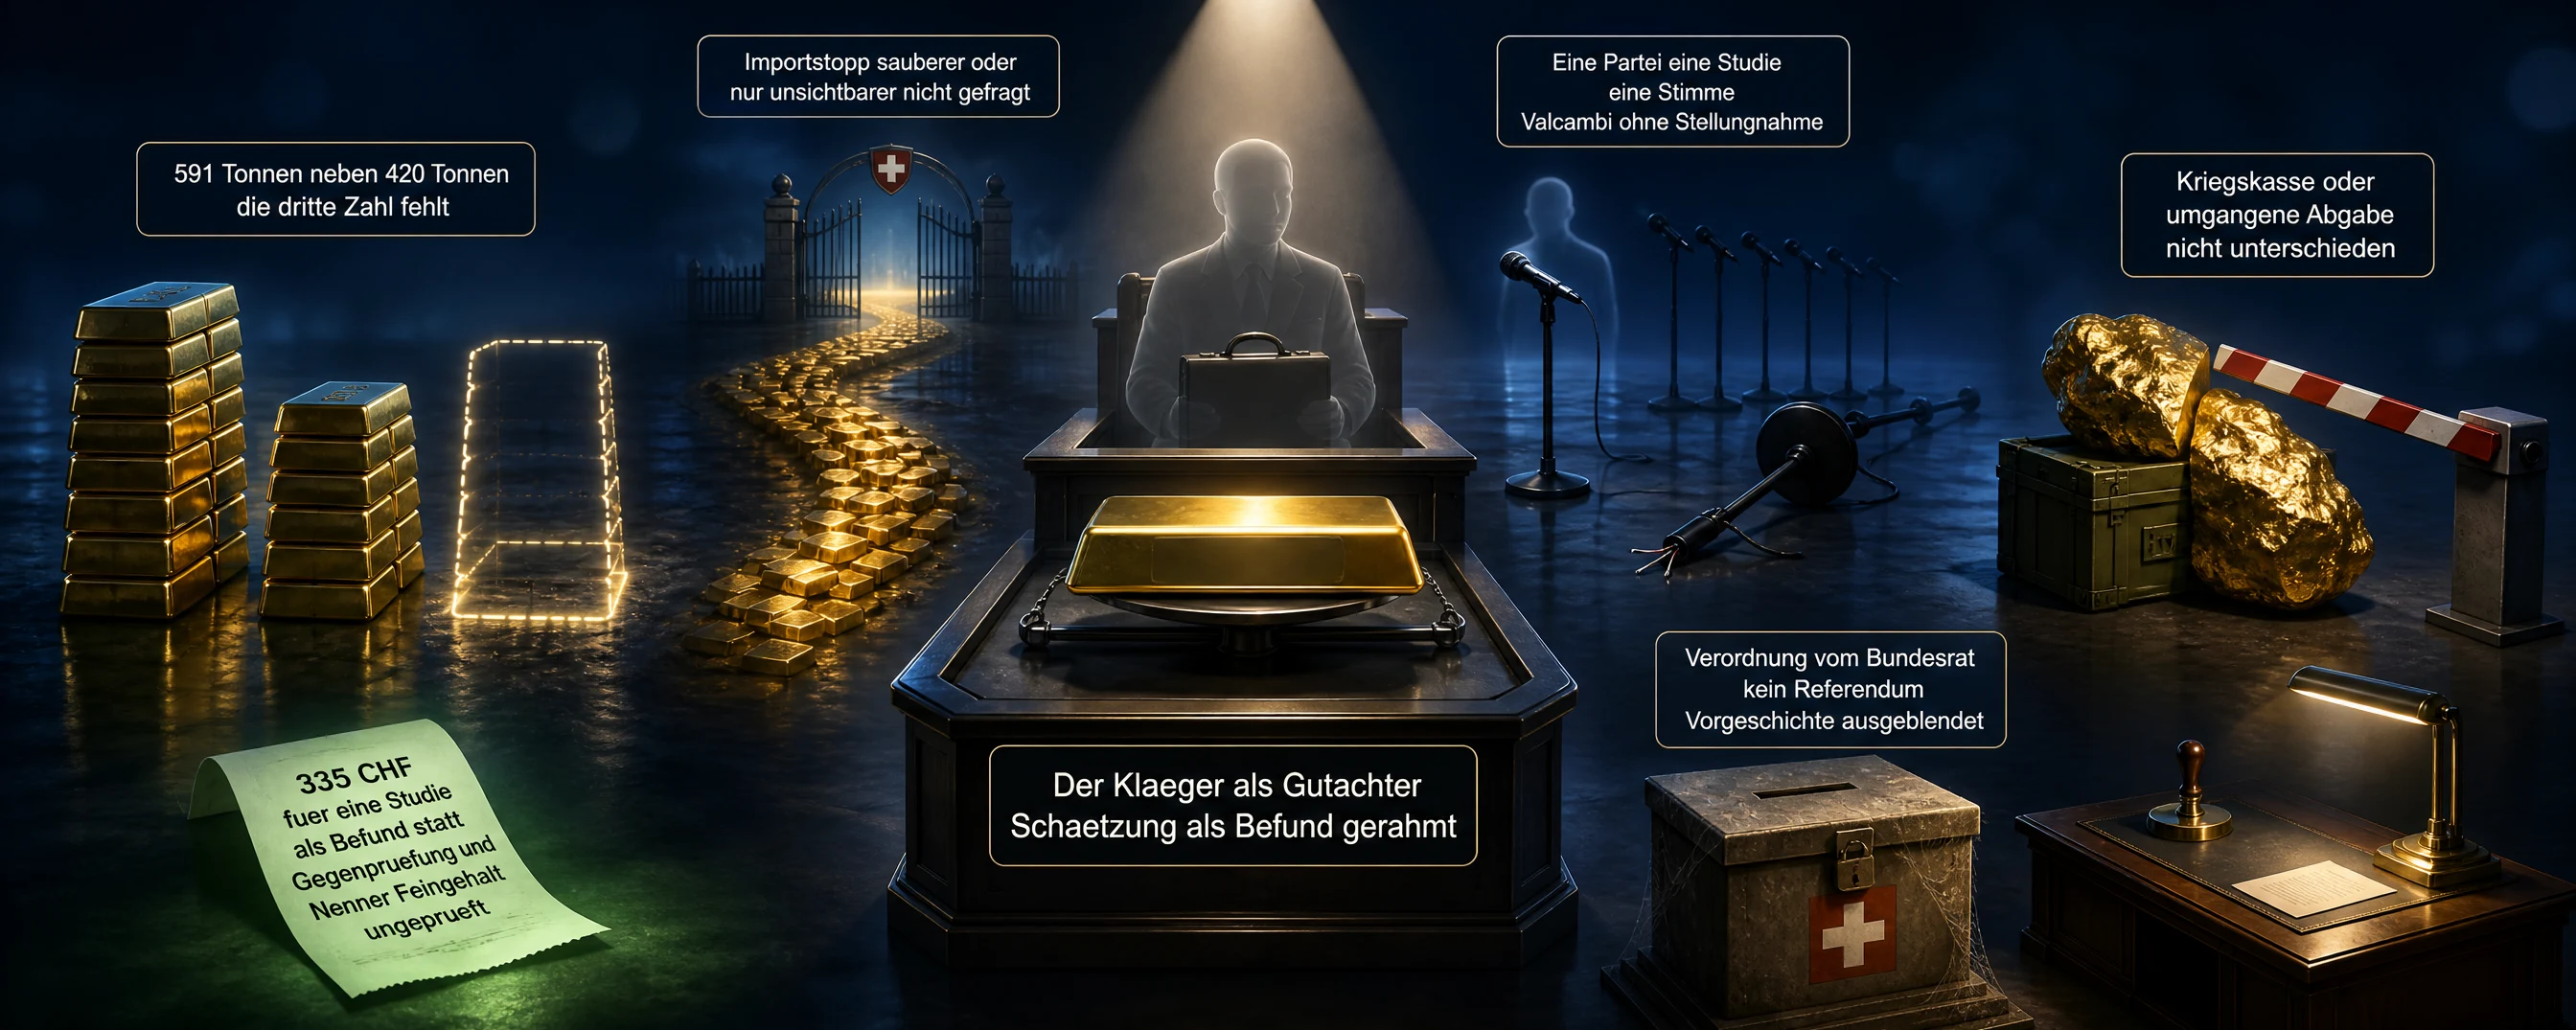 591 Tonnen neben 420 Tonnen
die dritte Zahl fehlt
Importstopp sauberer oder
nur unsichtbarer nicht gefragt
Eine Partei eine Studie
eine Stimme
Valcambi ohne Stellungnahme
Kriegskasse oder
umgangene Abgabe
nicht unterschieden
335 CHF
fuer eine Studie
als Befund statt
Gegenpruefung und
Nenner Feingehalt
ungeprueft
Der Klaeger als Gutachter
Schaetzung als Befund gerahmt
Verordnung vom Bundesrat
kein Referendum
Vorgeschichte ausgeblendet